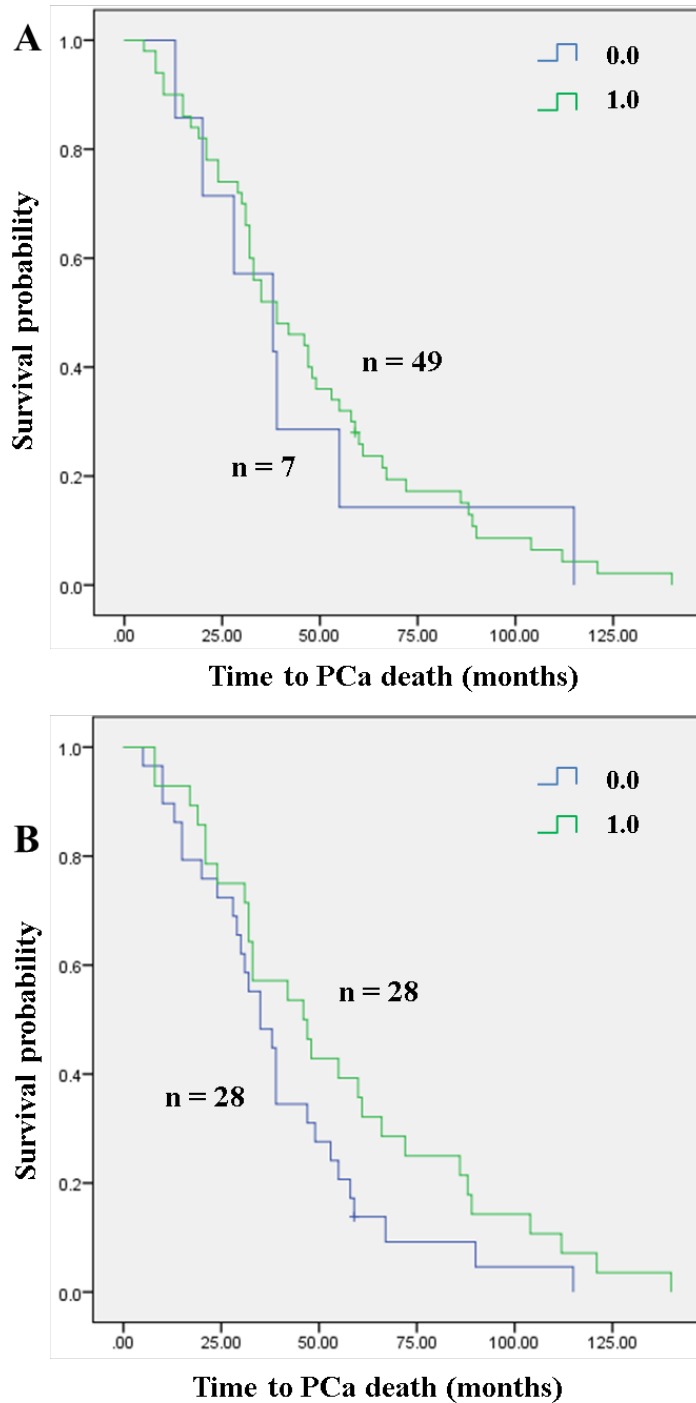 A
1.0
0.8
0.6
0.4
0.2
0.0
Survival probability
0.0
1.0
n = 49
n = 7
.00 25.00 50.00 75.00 100.00 125.00
Time to PCa death (months)
B
1.0
0.8
0.6
0.4
0.2
0.0
Survival probability
0.0
1.0
n = 28
n = 28
.00 25.00 50.00 75.00 100.00 125.00
Time to PCa death (months)